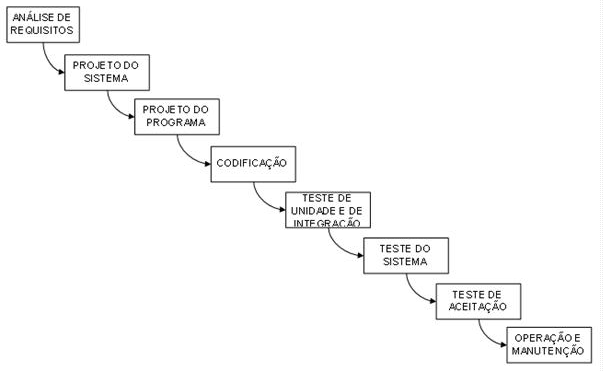 ANÁLISE DE
REQUISITOS
PROJETO DO
SISTEMA
PROJETO DO
PROGRAMA
CODIFICAÇÃO
TESTE DE
UNIDADE E DE
INTEGRAÇÃO
TESTE DO
SISTEMA
TESTE DE
ACEITAÇÃO
OPERAÇÃO E
MANUTENÇÃO